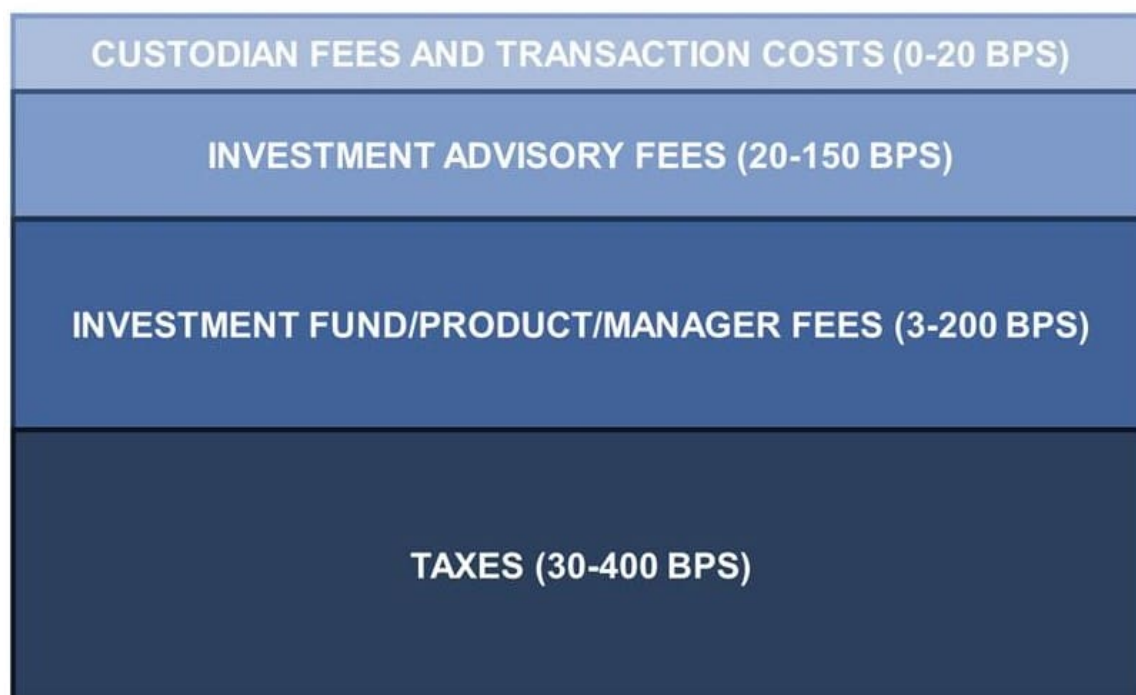 CUSTODIAN FEES AND TRANSACTION COSTS (0-20 BPS)
INVESTMENT ADVISORY FEES (20-150 BPS)
INVESTMENT FUND/PRODUCT/MANAGER FEES (3-200 BPS)
TAXES (30-400 BPS)